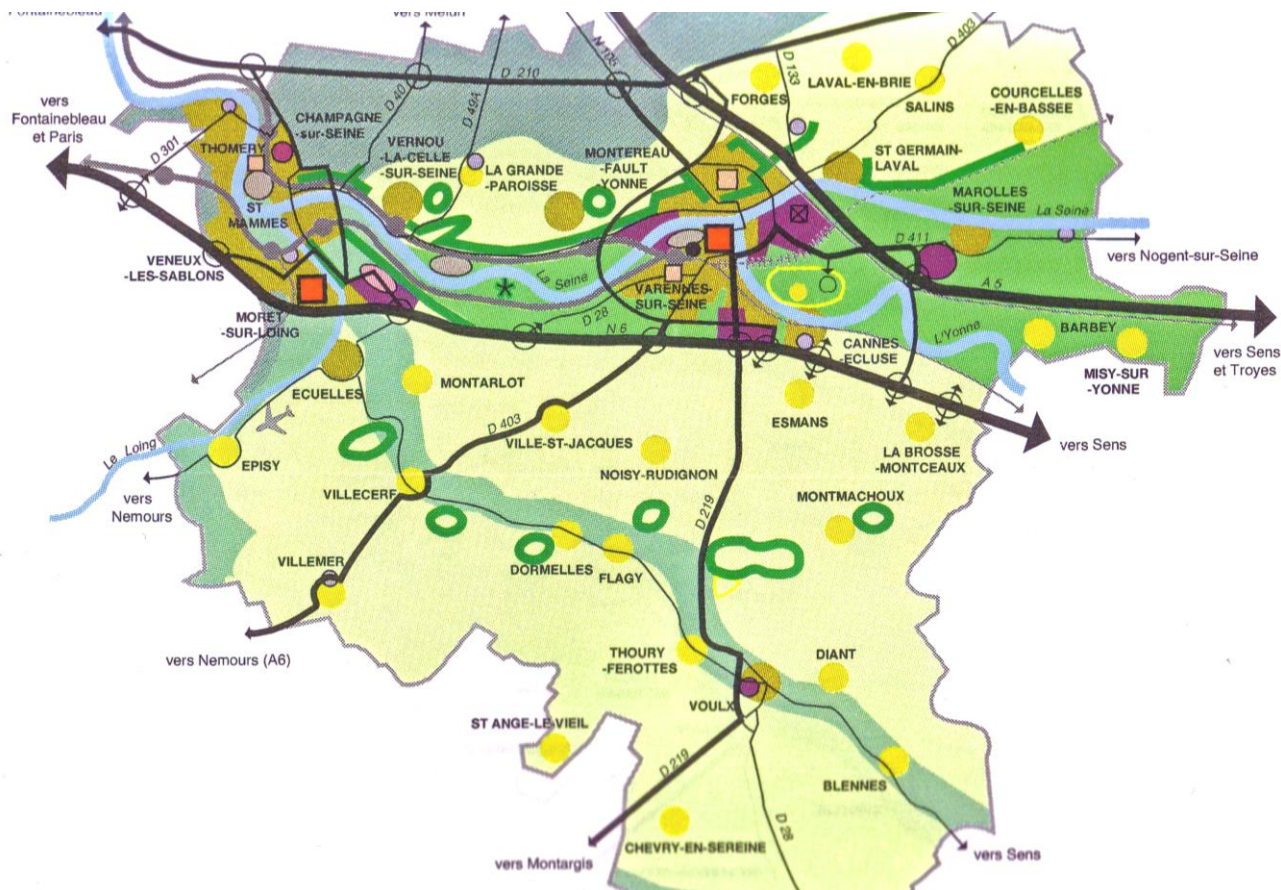 Fontainebleau
vers Melun
N 105
D 403
D 210
D 133
LAVAL-EN-BRIE
D 40
D 49A
FORGES
SALINS
COURCELLES
-EN-BASSEE
vers
Fontainebleau
et Paris
CHAMPAGNE
-sur-SEINE
D 301
THOMERY
VERNOU
-LA-CELLE
-SUR-SEINE
LA GRANDE
-PAROISSE
MONTEREAU
-FAULT
-YONNE
ST GERMAIN-
LAVAL
ST
MAMMES
MAROLLES
-SUR-SEINE
La Seine
D 411
vers Nogent-sur-Seine
VENEUX
-LES-SABLONS
La Seine
VARENNES
-SUR-SEINE
A 5
MORET
-SUR-LOING
D 28
N 6
CANNES
-ECLUSE
L'Yonne
BARBEY
vers Sens
et Troyes
MISY-SUR
-YONNE
ECUELLES
MONTARLOT
ESMANS
D 403
VILLE-ST-JACQUES
LA BROSSE
-MONTCEAUX
vers Sens
Le Loing
EPISY
NOISY-RUDIGNON
vers
Nemours
VILLECERF
D 219
MONTMACHOUX
VILLEMER
DORMELLES
FLAGY
vers Nemours (A6)
THOURY
-FEROTTES
DIANT
VOULX
ST ANGE-LE-VIEIL
D 219
BLENNES
D 28
CHEVRY-EN-SEREINE
vers Montargis
vers Sens